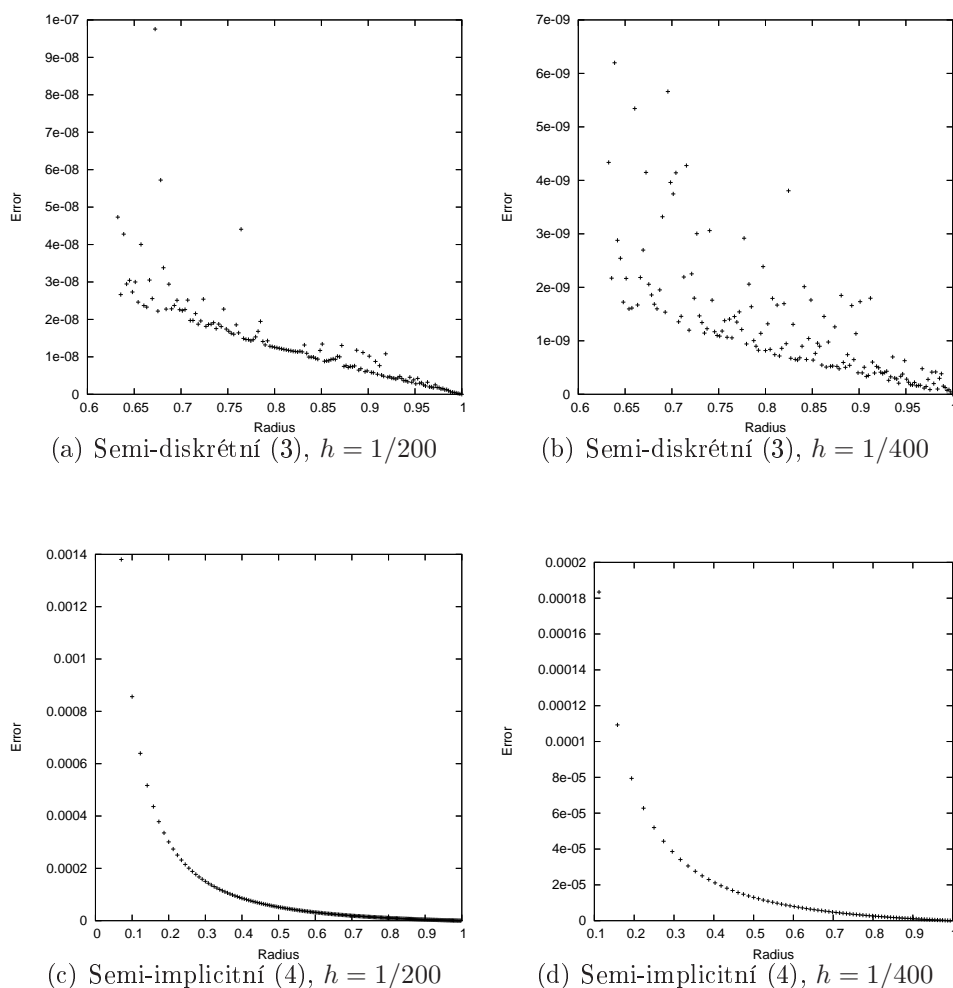 1e-07
9e-08
8e-08
7e-08
6e-08
5e-08
4e-08
3e-08
2e-08
1e-08
0
Error
0.6 0.65 0.7 0.75 0.8 0.85 0.9 0.95 1
Radius
(a) Semi-diskrétní (3), h = 1/200
7e-09
6e-09
5e-09
4e-09
3e-09
2e-09
1e-09
0
Error
0.6 0.65 0.7 0.75 0.8 0.85 0.9 0.95 1
Radius
(b) Semi-diskrétní (3), h = 1/400
0.0014
0.0012
0.001
0.0008
0.0006
0.0004
0.0002
0
Error
0 0.1 0.2 0.3 0.4 0.5 0.6 0.7 0.8 0.9 1
Radius
(c) Semi-implicitní (4), h = 1/200
0.0002
0.00018
0.00016
0.00014
0.00012
0.0001
8e-05
6e-05
4e-05
2e-05
0
Error
0.1 0.2 0.3 0.4 0.5 0.6 0.7 0.8 0.9 1
Radius
(d) Semi-implicitní (4), h = 1/400